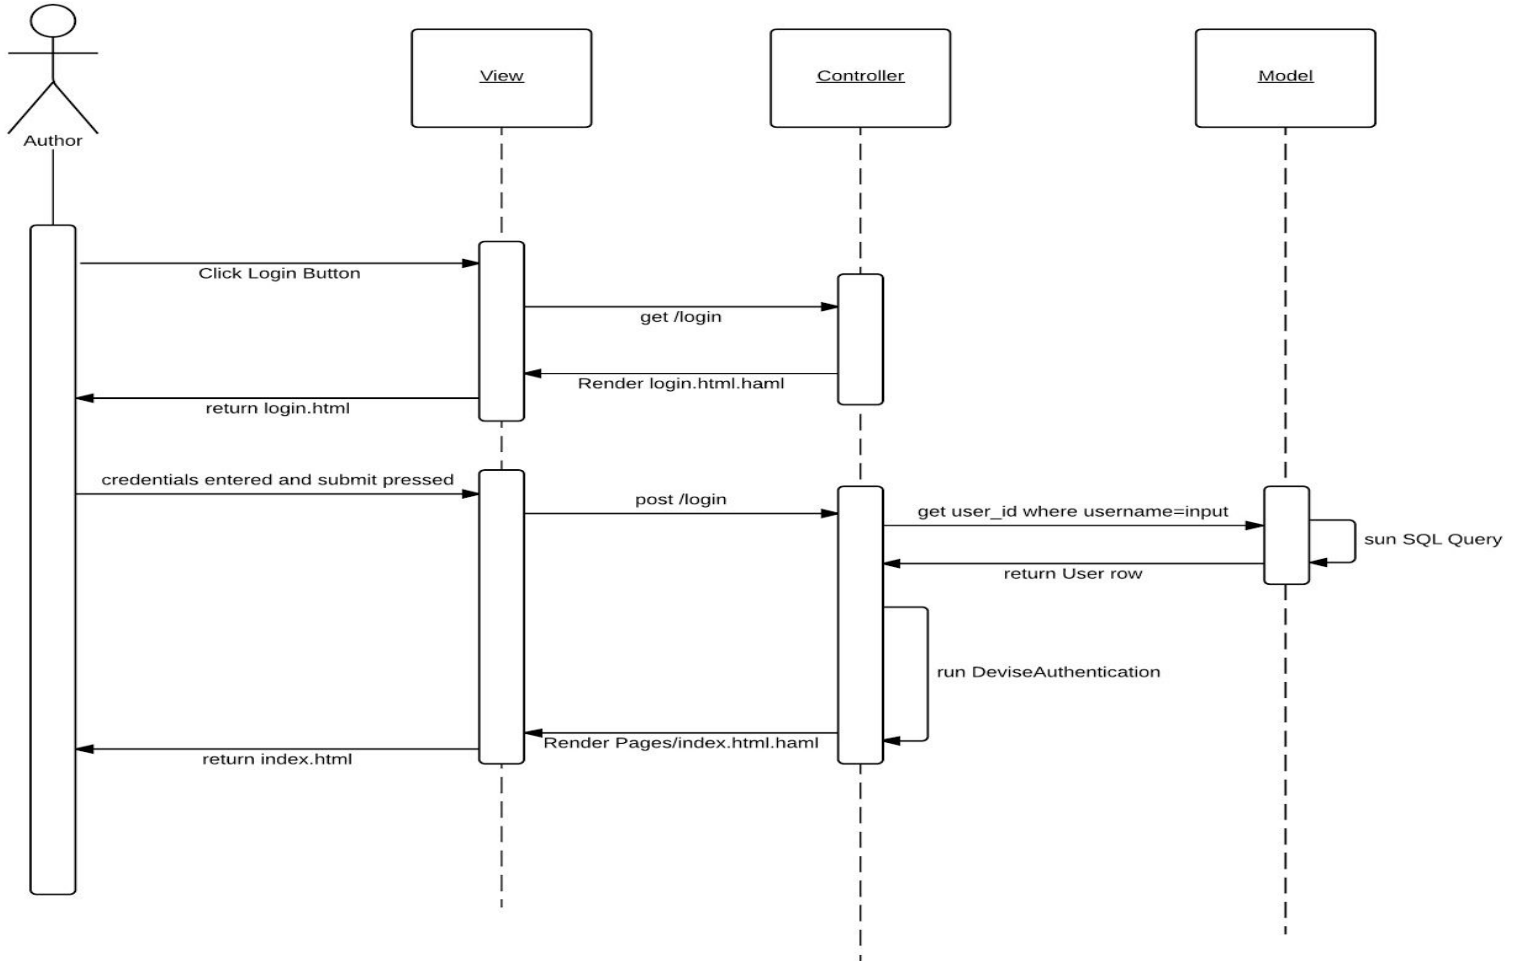 View
Controller
Model
Author
Click Login Button
get /login
Render login.html.haml
return login.html
credentials entered and submit pressed
post /login
get user_id where username=input
sun SQL Query
return User row
run DeviseAuthentication
Render Pages/index.html.haml
return index.html